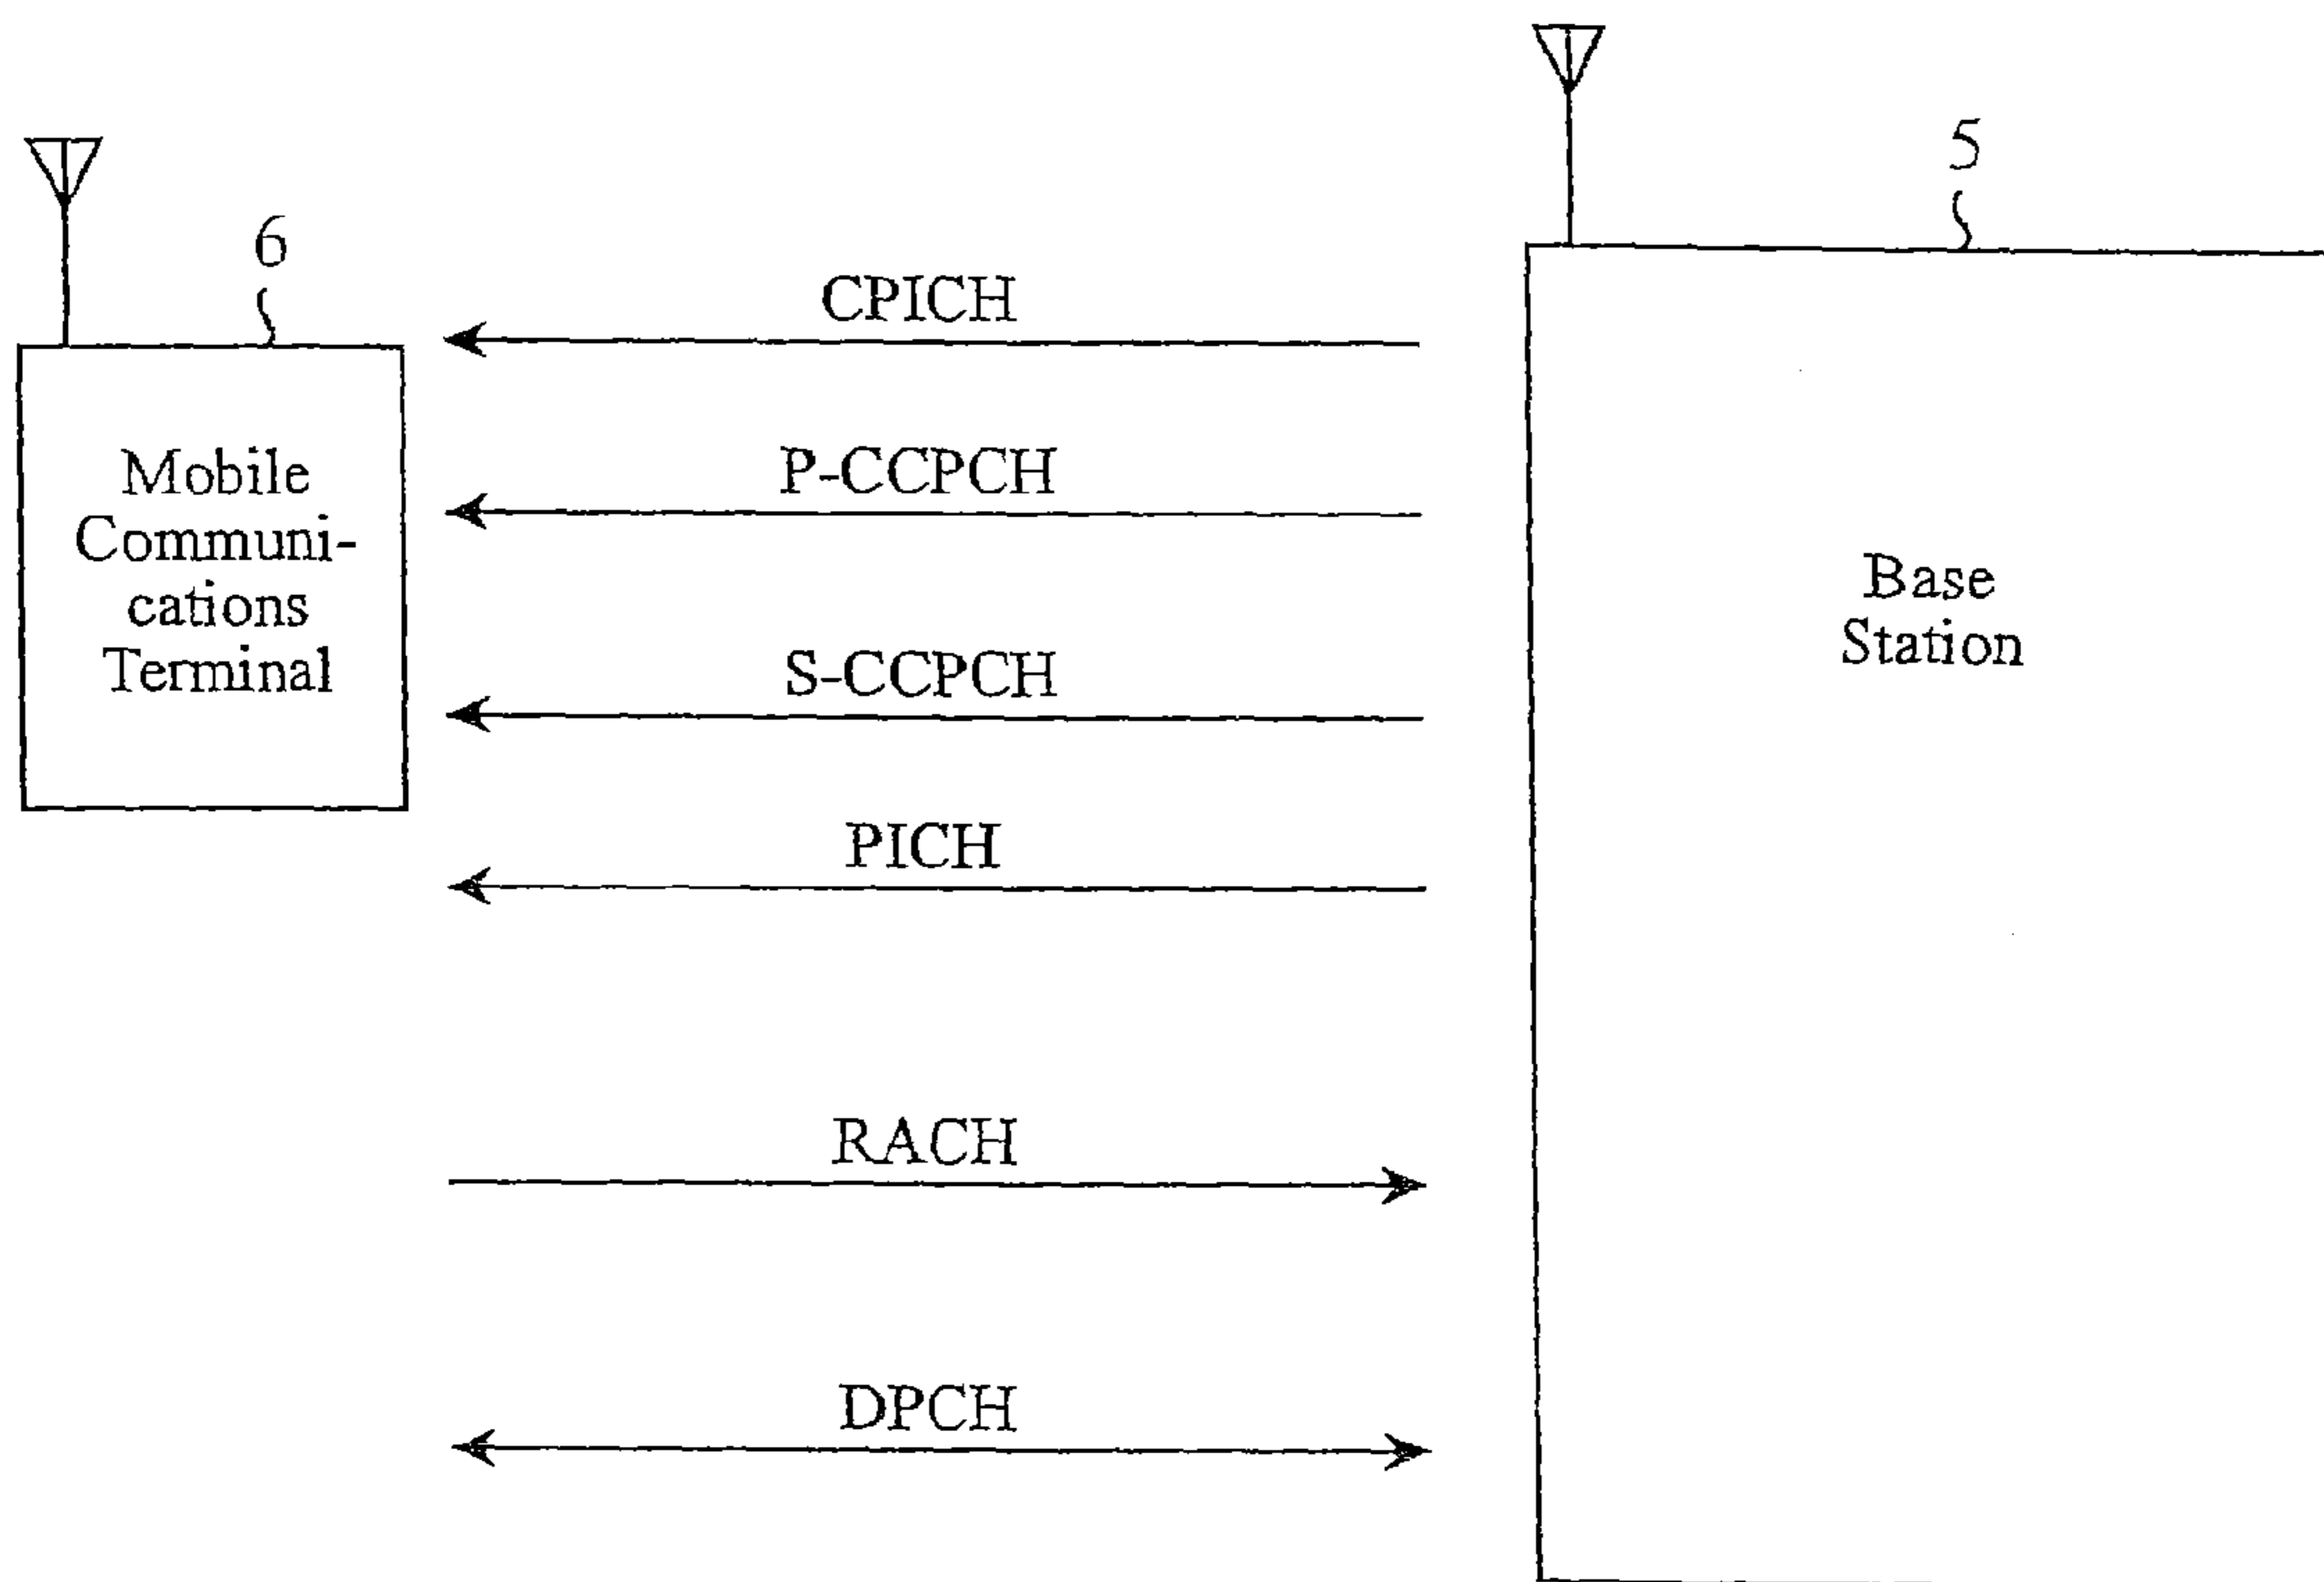 5
6
CPICH
P-CCPCH
Mobile
Communi-
cations
Terminal
Base
Station
S-CCPCH
PICH
RACH
DPCH